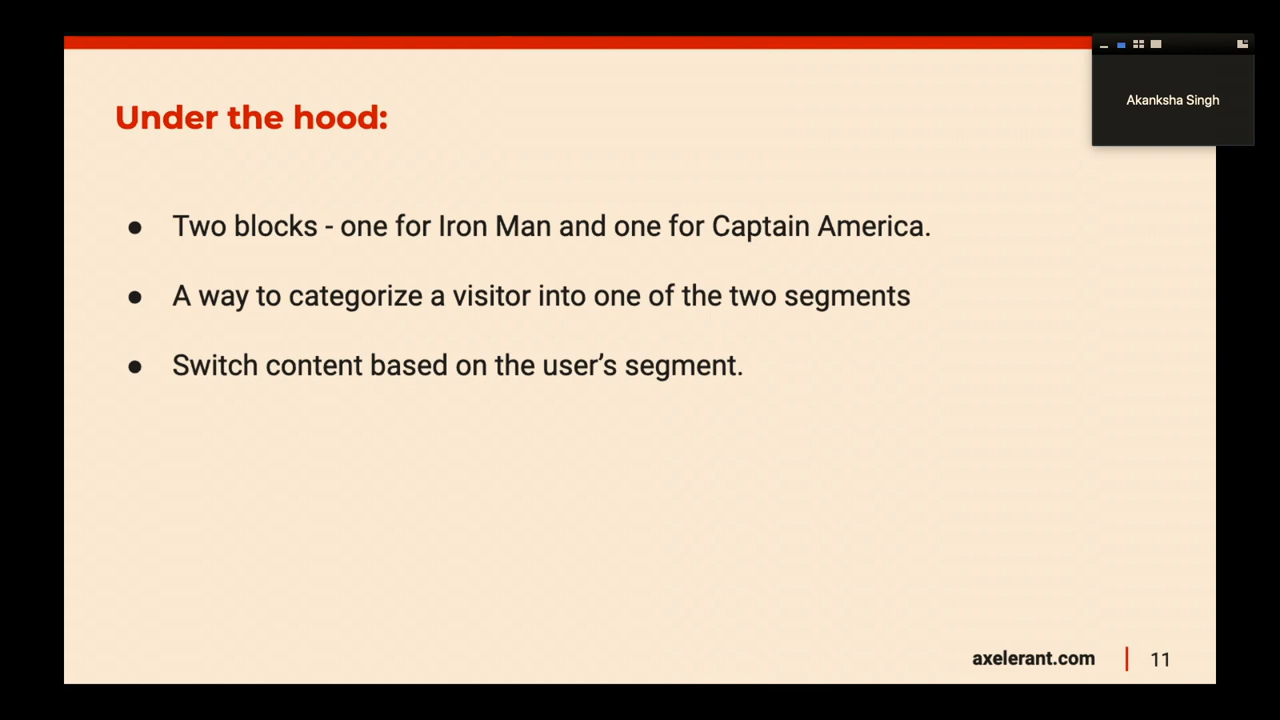 Akanksha Singh
Under the hood:
● Two blocks - one for Iron Man and one for Captain America.
● A way to categorize a visitor into one of the two segments
● Switch content based on the user’s segment.
axelerant.com | 11